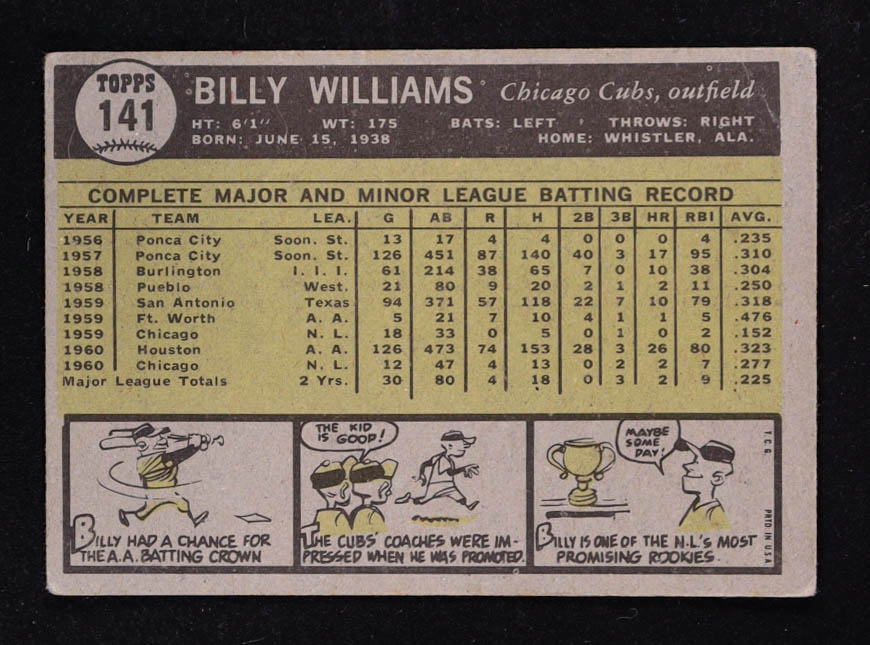 TOPPS
141
BILLY WILLIAMS Chicago Cubs, outfield
HT: 6'1" WT: 175 BATS: LEFT THROWS: RIGHT
BORN: JUNE 15, 1938 HOME: WHISTLER, ALA.
COMPLETE MAJOR AND MINOR LEAGUE BATTING RECORD
YEAR TEAM LEA. G AB R H 2B 3B HR RBI AVG.
1956 Ponca City Soon. St. 13 17 4 4 0 0 0 4 .235
1957 Ponca City Soon. St. 126 451 87 140 40 3 17 95 .310
1958 Burlington I. I. I. 61 214 38 65 7 0 10 38 .304
1958 Pueblo West. 21 80 9 20 2 1 2 11 .250
1959 San Antonio Texas 94 371 57 118 22 7 10 79 .318
1959 Ft. Worth A. A. 5 21 7 10 4 1 1 5 .476
1959 Chicago N. L. 18 33 0 5 0 1 0 2 .152
1960 Houston A. A. 126 473 74 153 28 3 26 80 .323
1960 Chicago N. L. 12 47 4 13 0 2 2 7 .277
Major League Totals 2 Yrs. 30 80 4 18 0 3 2 9 .225
BILLY HAD A CHANCE FOR
THE A.A. BATTING CROWN
THE KID
IS GOOD!
THE CUBS' COACHES WERE IM-
PRESSED WHEN HE WAS PROMOTED.
MAYBE
SOME
DAY!
BILLY IS ONE OF THE N.L'S MOST
PROMISING ROOKIES.
T.C.G. PRTD IN U.S.A.